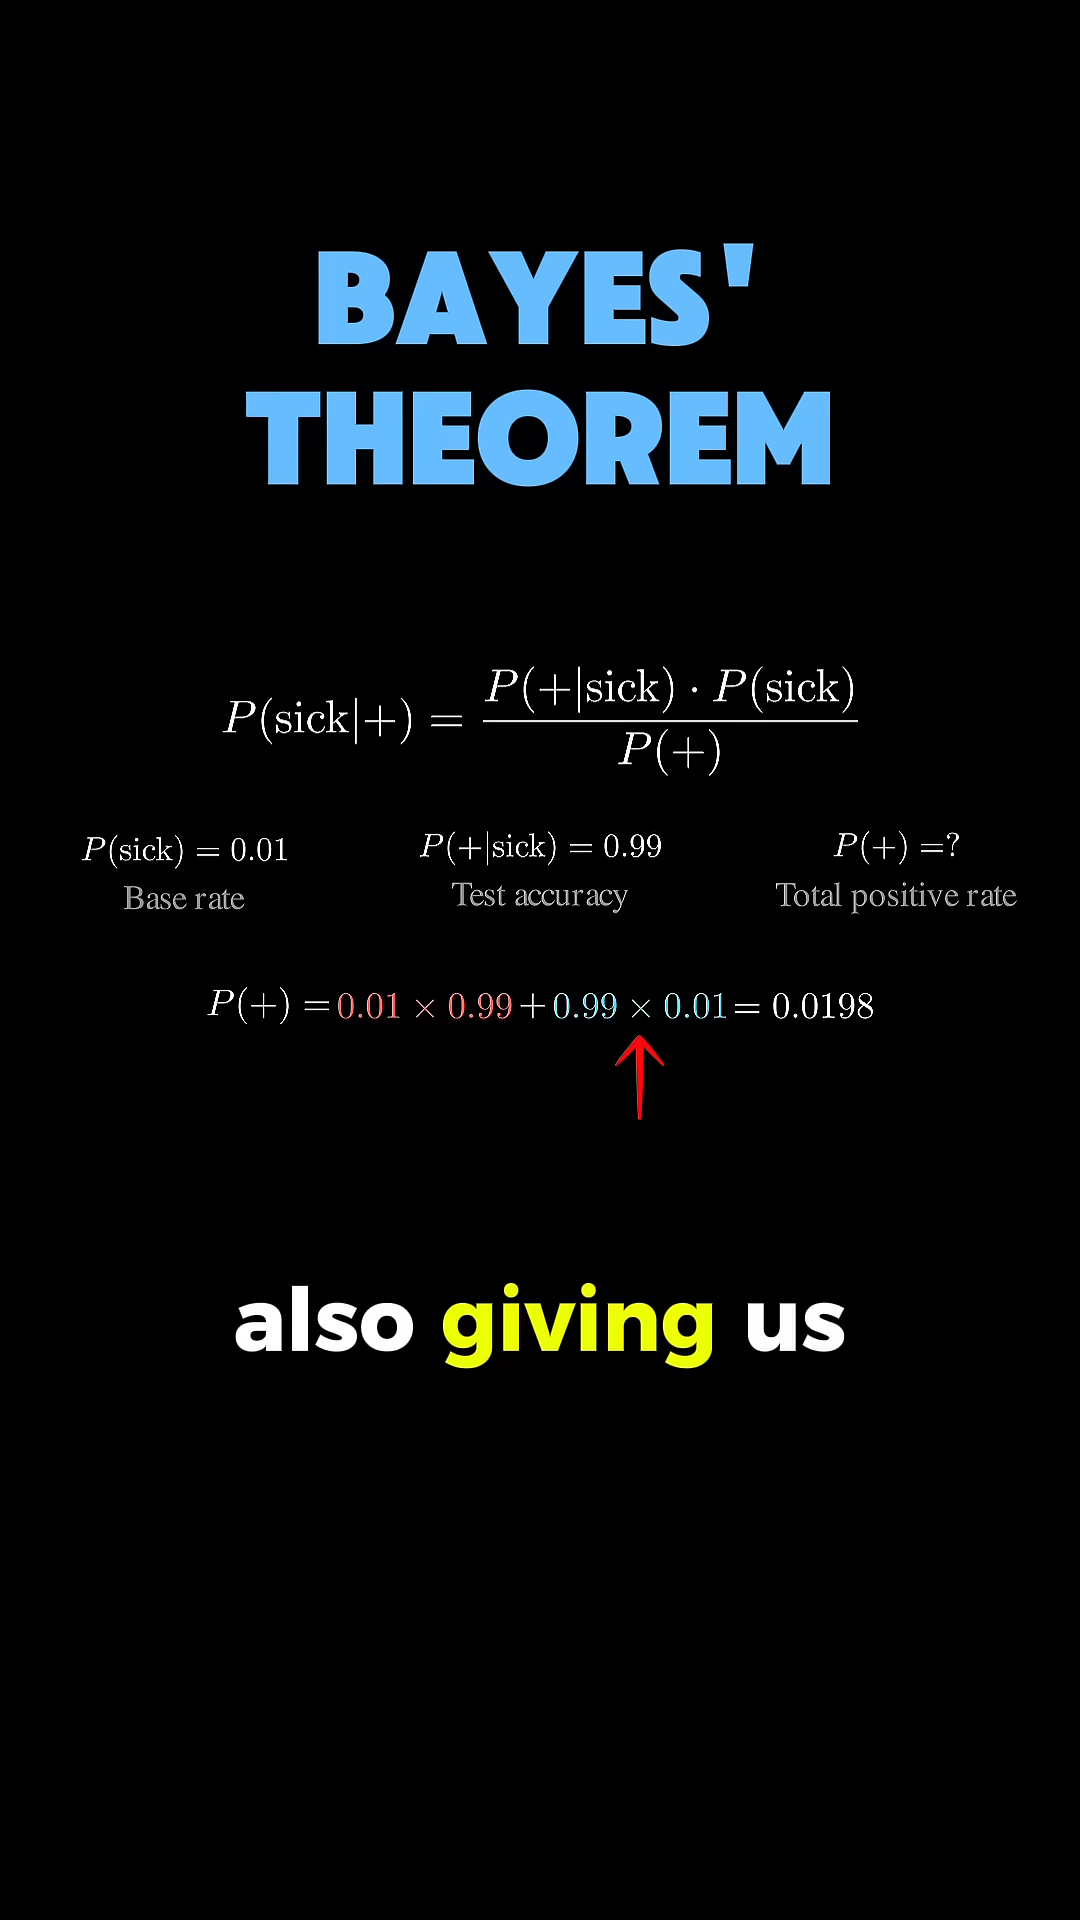 BAYES'
THEOREM
P(sick|+) = P(+|sick) · P(sick) / P(+)
P(sick) = 0.01
Base rate
P(+|sick) = 0.99
Test accuracy
P(+) =?
Total positive rate
P(+) = 0.01 × 0.99 + 0.99 × 0.01 = 0.0198
also giving us